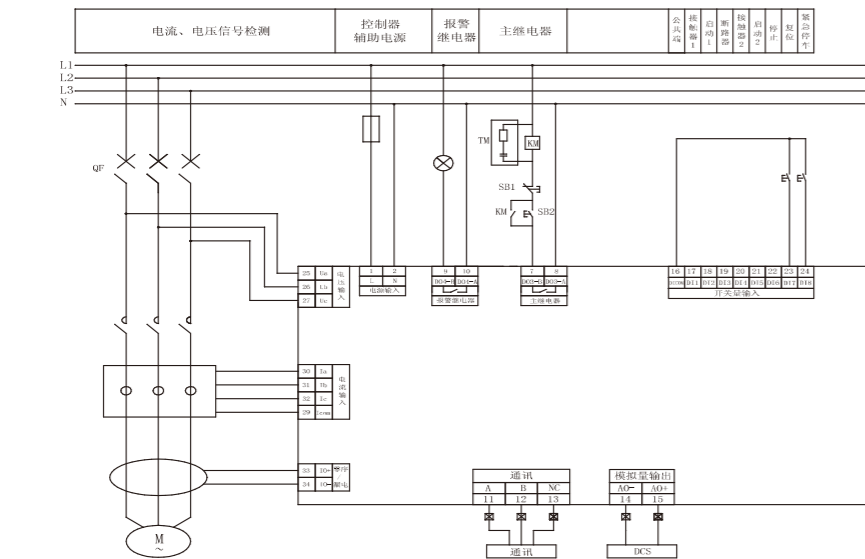 电流、电压信号检测
控制器
辅助电源
报警
继电器
主继电器
公共端
接触器1
启动1
断路器
接触器2
启动2
停止
复位
紧急停车
L1
L2
L3
N
QF
TM
KM
SB1
KM
SB2
25 Ua
26 Ub
27 Uc
电压输入
1 2
L N
电源输入
9 10
DO4-B DO4-A
报警继电器
7 8
DO3-B DO3-A
主继电器
16 17 18 19 20 21 22 23 24
DCOM DI1 DI2 DI3 DI4 DI5 DI6 DI7 DI8
开关量输入
30 Ia
31 Ib
32 Ic
29 Icom
电流输入
33 IO+
34 IO-
零序/漏电
通讯
A B NC
11 12 13
通讯
模拟量输出
AO- AO+
14 15
DCS
M
~